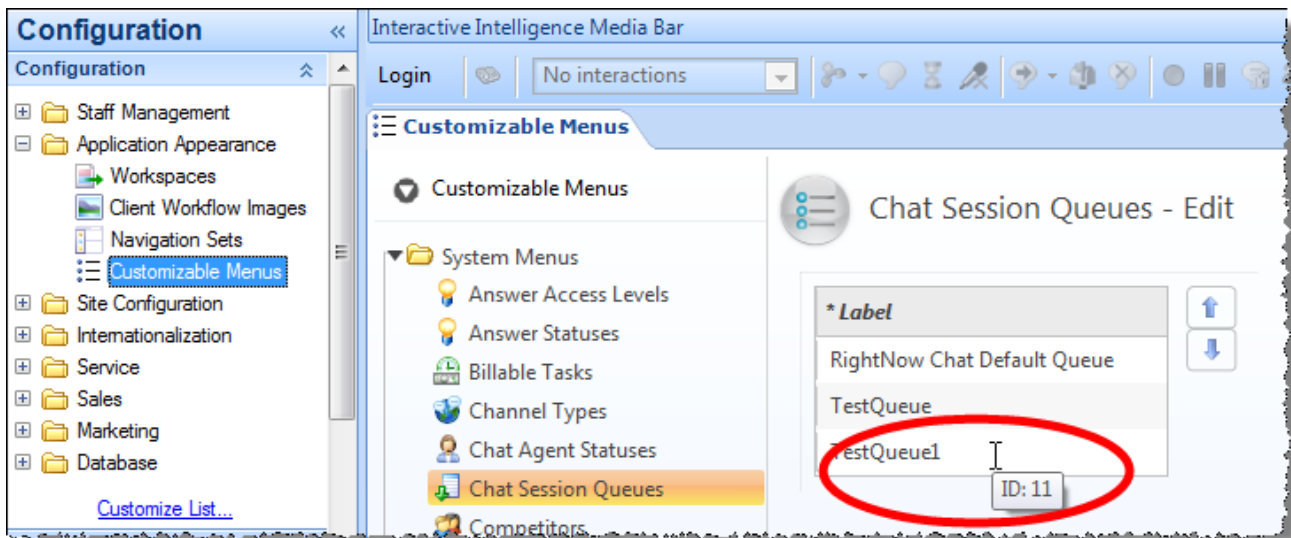 Configuration
Configuration
Staff Management
Application Appearance
Workspaces
Client Workflow Images
Navigation Sets
Customizable Menus
Site Configuration
Internationalization
Service
Sales
Marketing
Database
Customize List...
Interactive Intelligence Media Bar
Login
No interactions
Customizable Menus
Customizable Menus
System Menus
Answer Access Levels
Answer Statuses
Billable Tasks
Channel Types
Chat Agent Statuses
Chat Session Queues
Competitors
Chat Session Queues - Edit
* Label
RightNow Chat Default Queue
TestQueue
TestQueue1
ID: 11